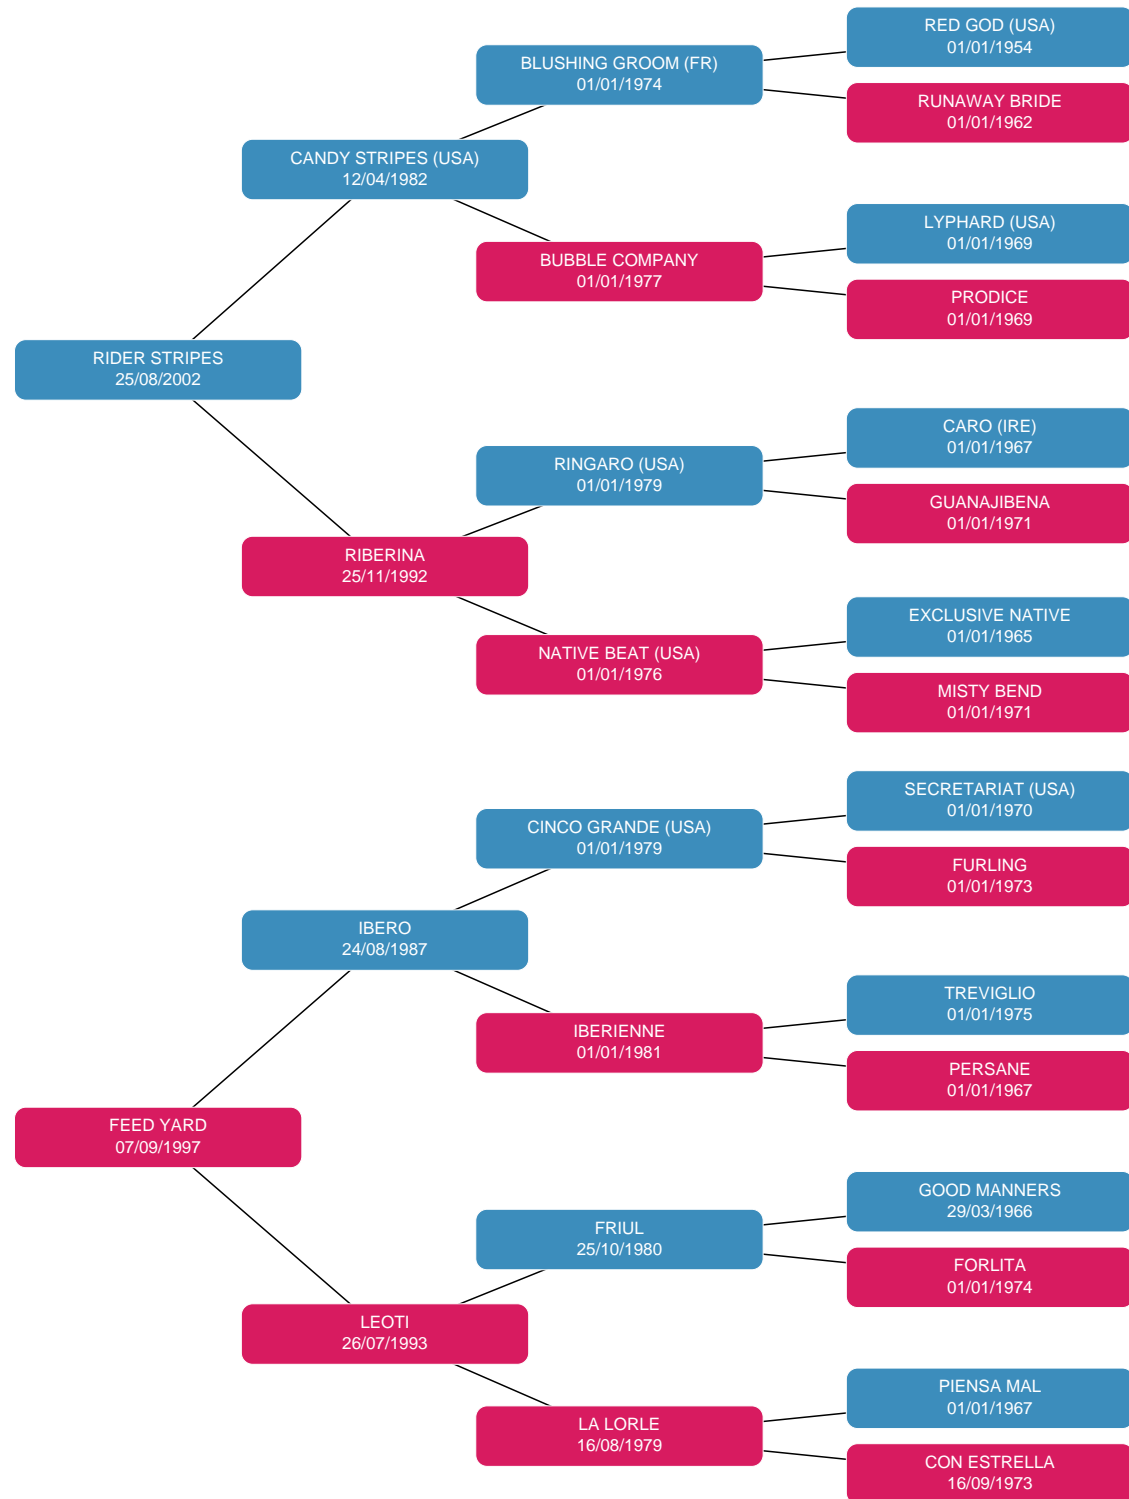 RED GOD (USA)
01/01/1954
BLUSHING GROOM (FR)
01/01/1974
RUNAWAY BRIDE
01/01/1962
CANDY STRIPES (USA)
12/04/1982
LYPHARD (USA)
01/01/1969
BUBBLE COMPANY
01/01/1977
PRODICE
01/01/1969
RIDER STRIPES
25/08/2002
CARO (IRE)
01/01/1967
RINGARO (USA)
01/01/1979
GUANAJIBENA
01/01/1971
RIBERINA
25/11/1992
EXCLUSIVE NATIVE
01/01/1965
NATIVE BEAT (USA)
01/01/1976
MISTY BEND
01/01/1971
SECRETARIAT (USA)
01/01/1970
CINCO GRANDE (USA)
01/01/1979
FURLING
01/01/1973
IBERO
24/08/1987
TREVIGLIO
01/01/1975
IBERIENNE
01/01/1981
PERSANE
01/01/1967
FEED YARD
07/09/1997
GOOD MANNERS
29/03/1966
FRIUL
25/10/1980
FORLITA
01/01/1974
LEOTI
26/07/1993
PIENSA MAL
01/01/1967
LA LORLE
16/08/1979
CON ESTRELLA
16/09/1973